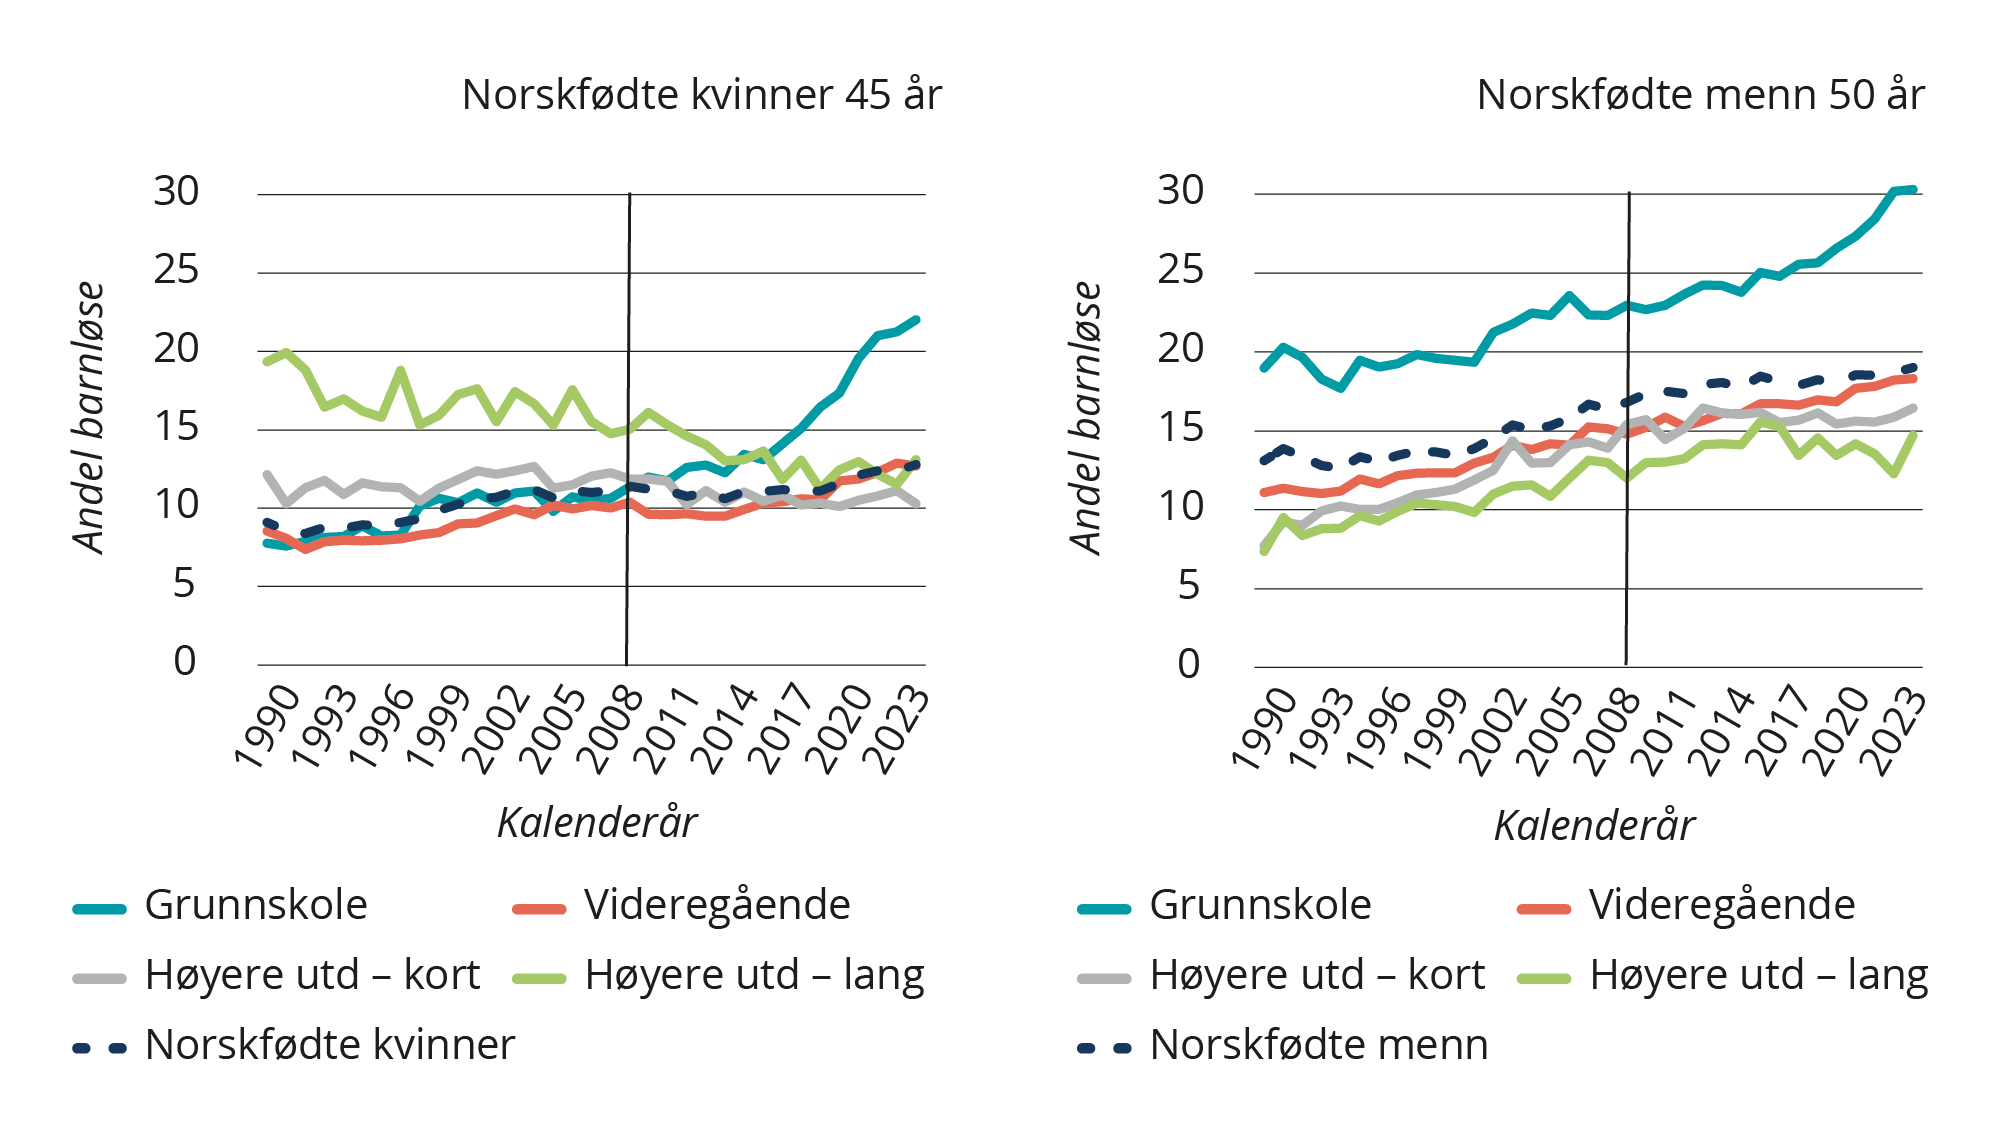 Norskfødte kvinner 45 år
30
25
20
15
10
5
0
Andel barnløse
1990 1993 1996 1999 2002 2005 2008 2011 2014 2017 2020 2023
Kalenderår
Grunnskole Videregående
Høyere utd – kort Høyere utd – lang
Norskfødte kvinner
Norskfødte menn 50 år
30
25
20
15
10
5
0
Andel barnløse
1990 1993 1996 1999 2002 2005 2008 2011 2014 2017 2020 2023
Kalenderår
Grunnskole Videregående
Høyere utd – kort Høyere utd – lang
Norskfødte menn